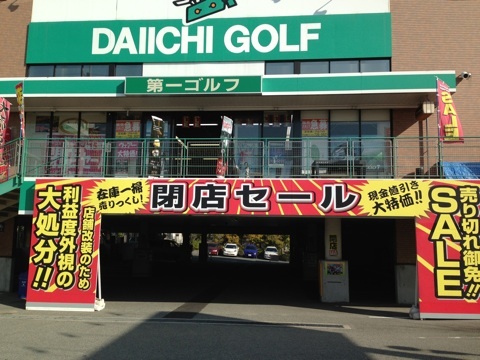 DAIICHI GOLF
第一ゴルフ
SALE
在庫一掃
売りつくし!
閉店セール
現金値引き
大特価!!
店舗改装のため
利益度外視の
大処分!!
売り切れ御免!!
SALE